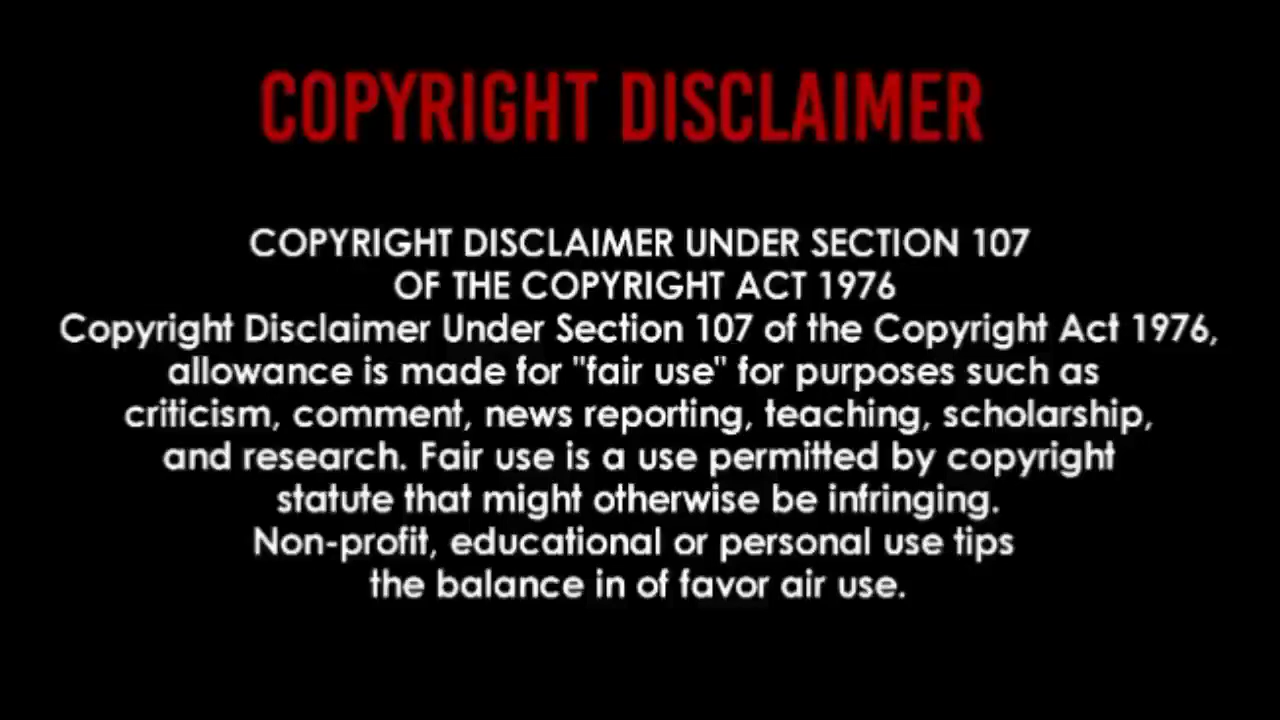 COPYRIGHT DISCLAIMER
COPYRIGHT DISCLAIMER UNDER SECTION 107
OF THE COPYRIGHT ACT 1976
Copyright Disclaimer Under Section 107 of the Copyright Act 1976,
allowance is made for "fair use" for purposes such as
criticism, comment, news reporting, teaching, scholarship,
and research. Fair use is a use permitted by copyright
statute that might otherwise be infringing.
Non-profit, educational or personal use tips
the balance in of favor air use.